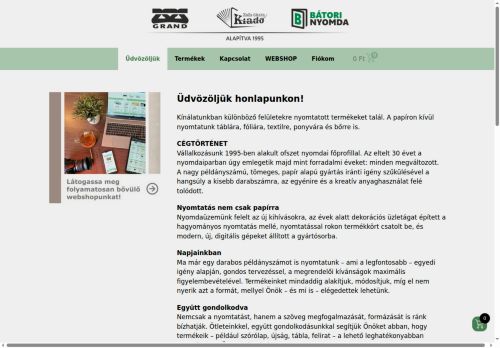 GRAND
Zoltr Grand
Kiadó
BÁTORI
NYOMDA
ALAPÍTVA 1995
Üdvözöljük
Termékek
Kapcsolat
WEBSHOP
Fiókom
0 Ft
0
Látogassa meg
folyamatosan bővülő
webshopunkat!
Üdvözöljük honlapunkon!
Kínálatunkban különböző felületekre nyomtatott termékeket talál. A papíron kívül
nyomtatunk táblára, fóliára, textilre, ponyvára és bőrre is.
CÉGTÖRTÉNET
Vállalkozásunk 1995-ben alakult ofszet nyomdai főprofillal. Az eltelt 30 évet a
nyomdaiparban úgy emlegetik majd mint forradalmi éveket: minden megváltozott.
A nagy példányszámú, tömeges, papír alapú gyártás iránti igény szűkülésével a
hangsúly a kisebb darabszámra, az egyénire és a kreatív anyaghasználat felé
tolódott.
Nyomtatás nem csak papírra
Nyomdaüzemünk felelt az új kihívásokra, az évek alatt dekorációs üzletágat épített a
hagyományos nyomtatás mellé, nyomtatással rokon termékkört csatolt be, és
modern, új, digitális gépeket állított a gyártósorba.
Napjainkban
Ma már egy darabos példányszámot is nyomtatunk – ami a legfontosabb – egyedi
igény alapján, gondos tervezéssel, a megrendelői kívánságok maximális
figyelembevételével. Termékeinket mindaddig alakítjuk, módosítjuk, míg el nem
nyerik azt a formát, mellyel Önök – és mi is – elégedettek lehetünk.
Együtt gondolkodva
Nemcsak a nyomtatást, hanem a szöveg megfogalmazását, formázását is ránk
bízhatják. Ötleteinkkel, együtt gondolkodásunkkal segítjük Önöket abban, hogy
termékeik – például szórólap, újság, tábla, felirat – a lehető leghatékonyabban
0